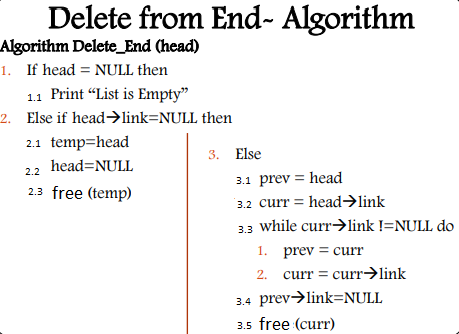 Delete from End- Algorithm
Algorithm Delete_End (head)
1. If head = NULL then
1.1 Print “List is Empty”
2. Else if head→link=NULL then
2.1 temp=head
2.2 head=NULL
2.3 free (temp)
3. Else
3.1 prev = head
3.2 curr = head→link
3.3 while curr→link !=NULL do
1. prev = curr
2. curr = curr→link
3.4 prev→link=NULL
3.5 free (curr)